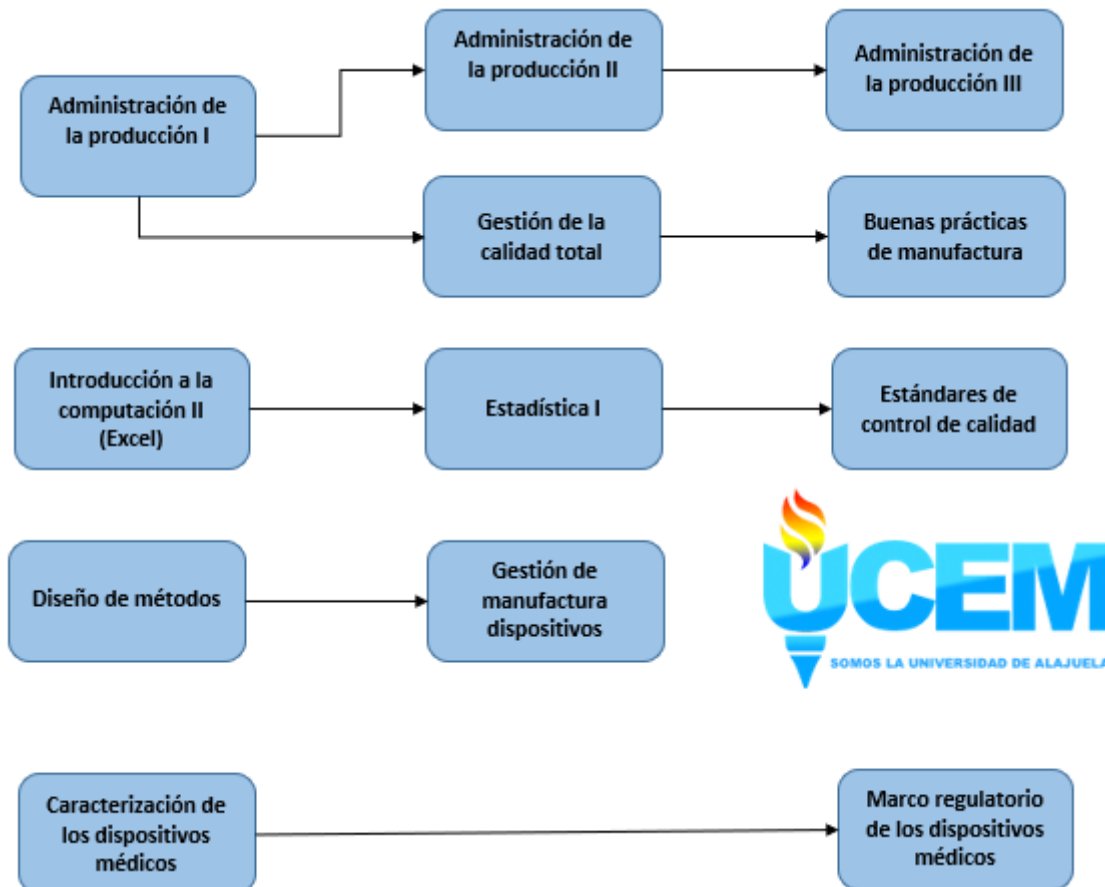 Administración de
la producción I
Administración de
la producción II
Administración de
la producción III
Gestión de la
calidad total
Buenas prácticas
de manufactura
Introducción a la
computación II
(Excel)
Estadística I
Estándares de
control de calidad
Diseño de métodos
Gestión de
manufactura
dispositivos
UCEM
SOMOS LA UNIVERSIDAD DE ALAJUELA
Caracterización de
los dispositivos
médicos
Marco regulatorio
de los dispositivos
médicos